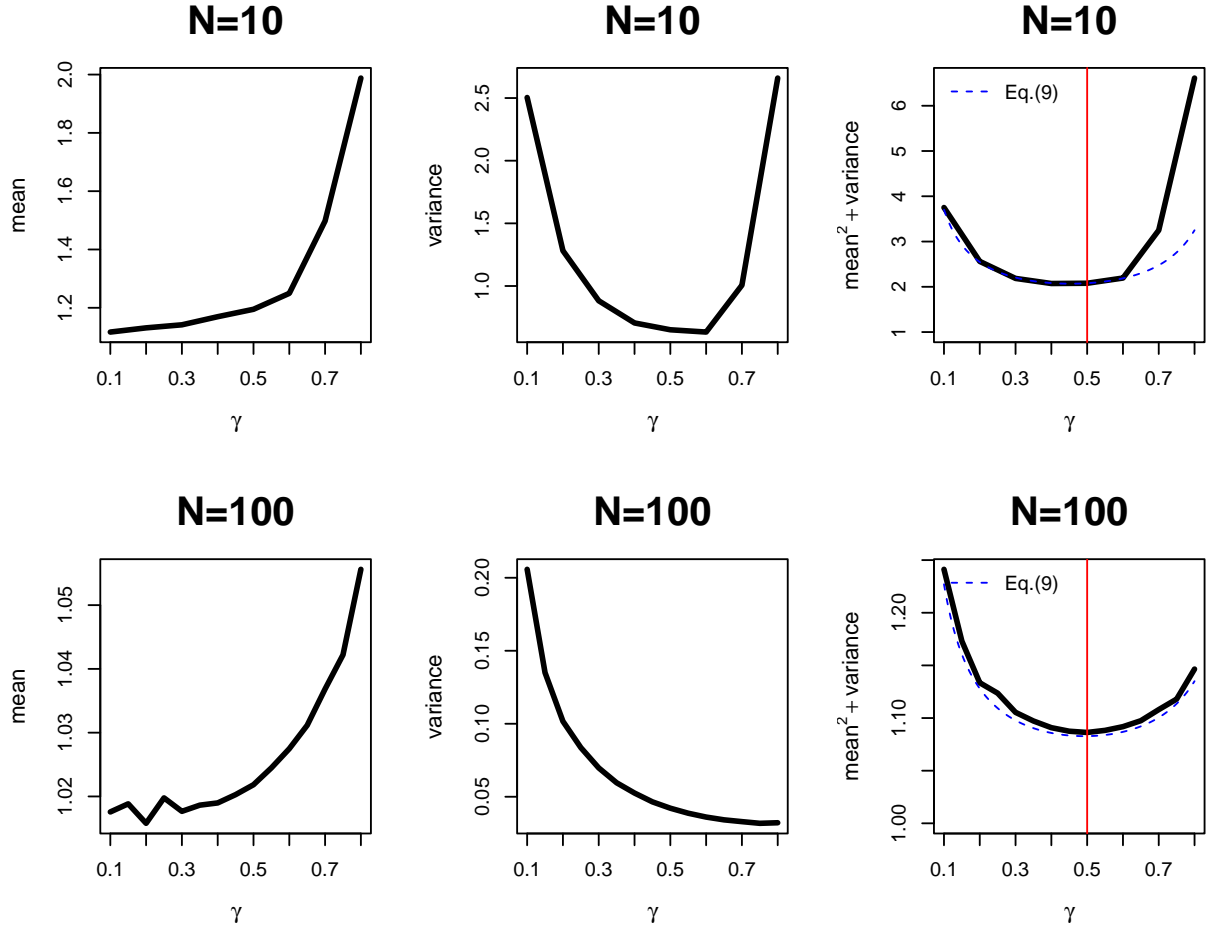 N=10
N=10
N=10
mean
1.2 1.4 1.6 1.8 2.0
0.1 0.3 0.5 0.7
γ
variance
1.0 1.5 2.0 2.5
0.1 0.3 0.5 0.7
γ
mean² + variance
1 2 3 4 5 6
Eq.(9)
0.1 0.3 0.5 0.7
γ
N=100
N=100
N=100
mean
1.02 1.03 1.04 1.05
0.1 0.3 0.5 0.7
γ
variance
0.05 0.10 0.15 0.20
0.1 0.3 0.5 0.7
γ
mean² + variance
1.00 1.10 1.20
Eq.(9)
0.1 0.3 0.5 0.7
γ